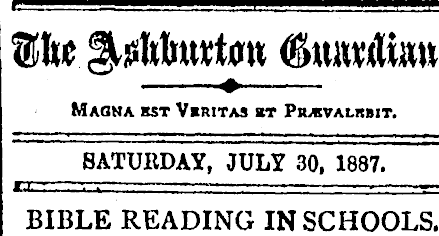 The Ashburton Guardian
MAGNA EST VERITAS ET PRÆVALEBIT.
SATURDAY, JULY 30, 1887.
BIBLE READING IN SCHOOLS.